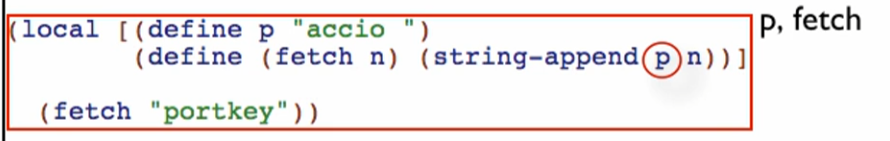 (local [(define p "accio ")
(define (fetch n) (string-append p n))]
(fetch "portkey"))
p, fetch